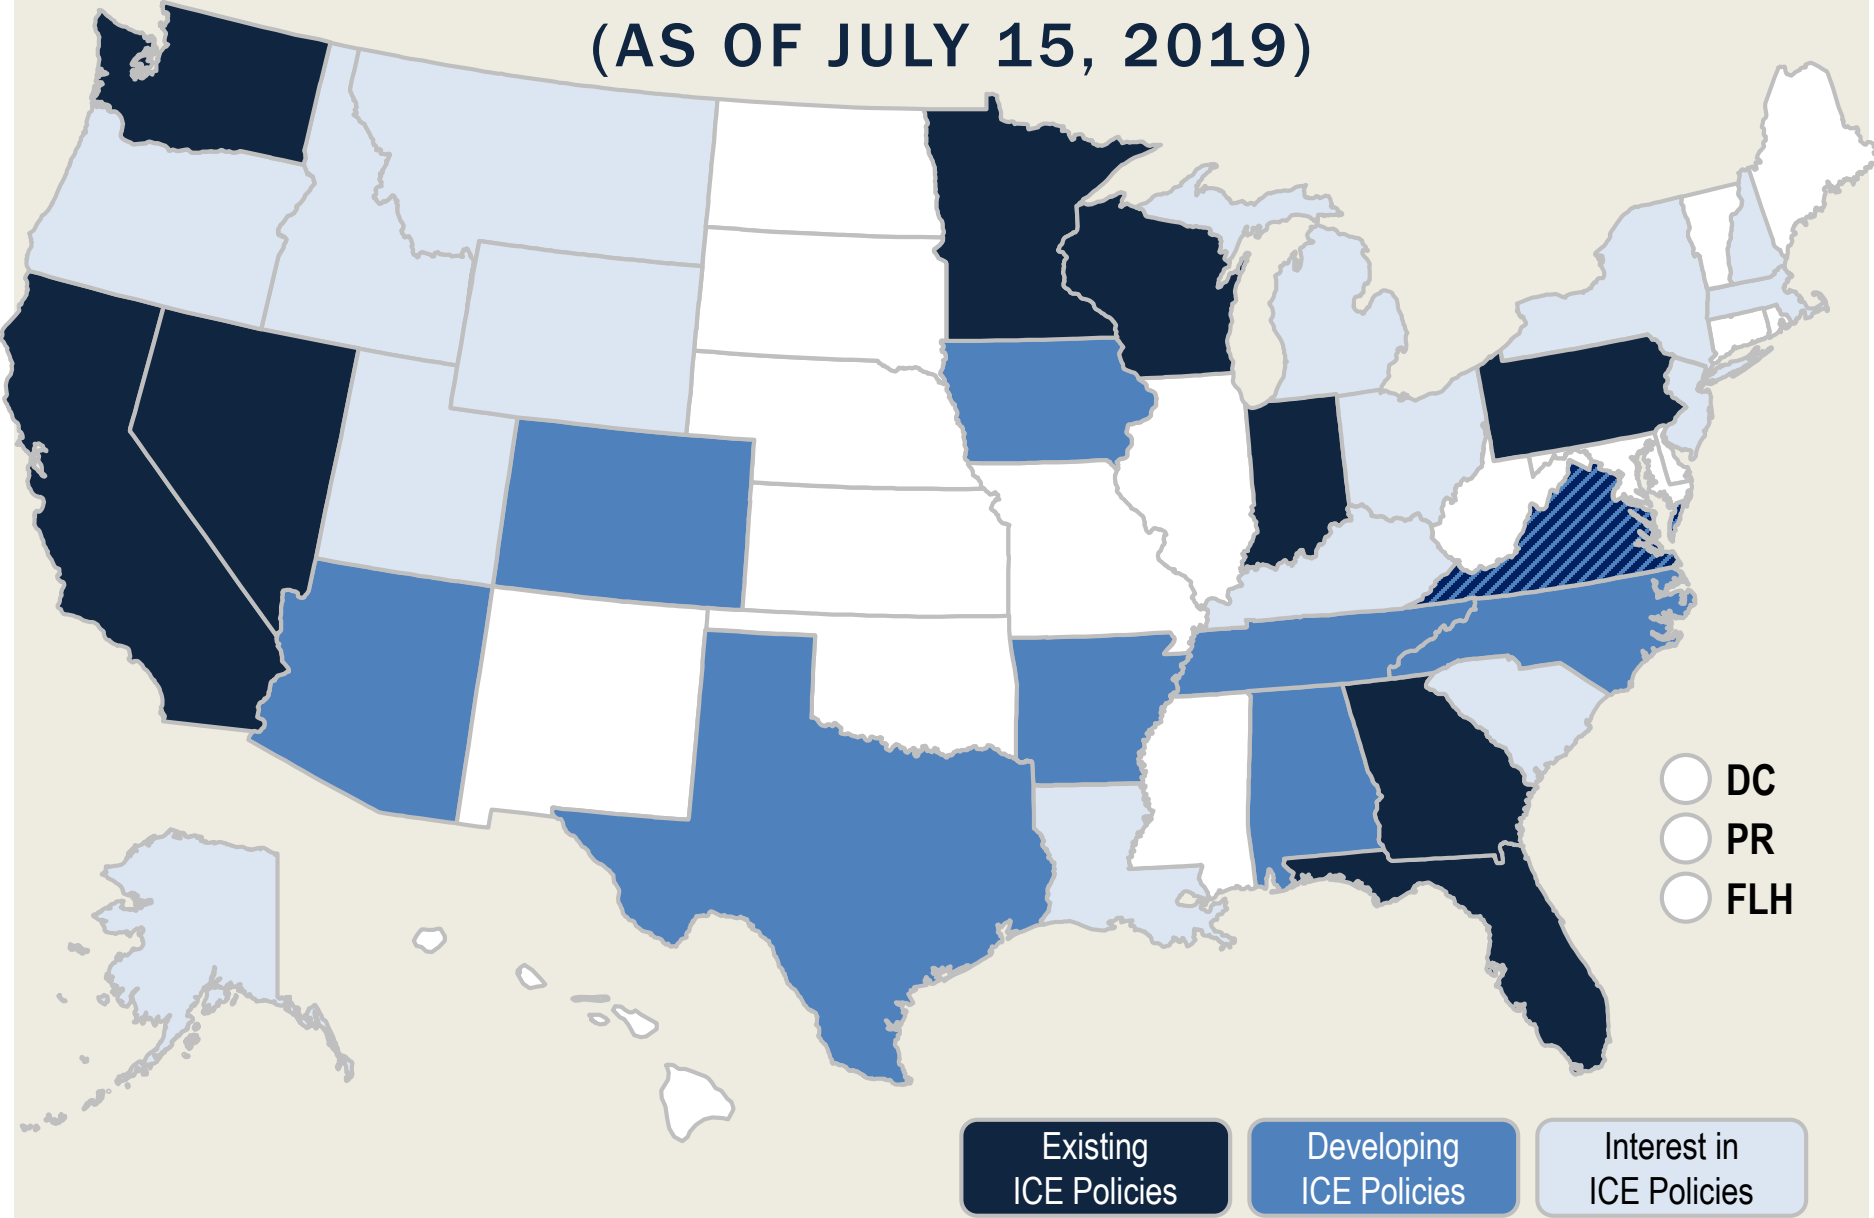 (AS OF JULY 15, 2019)
DC
PR
FLH
Existing
ICE Policies
Developing
ICE Policies
Interest in
ICE Policies